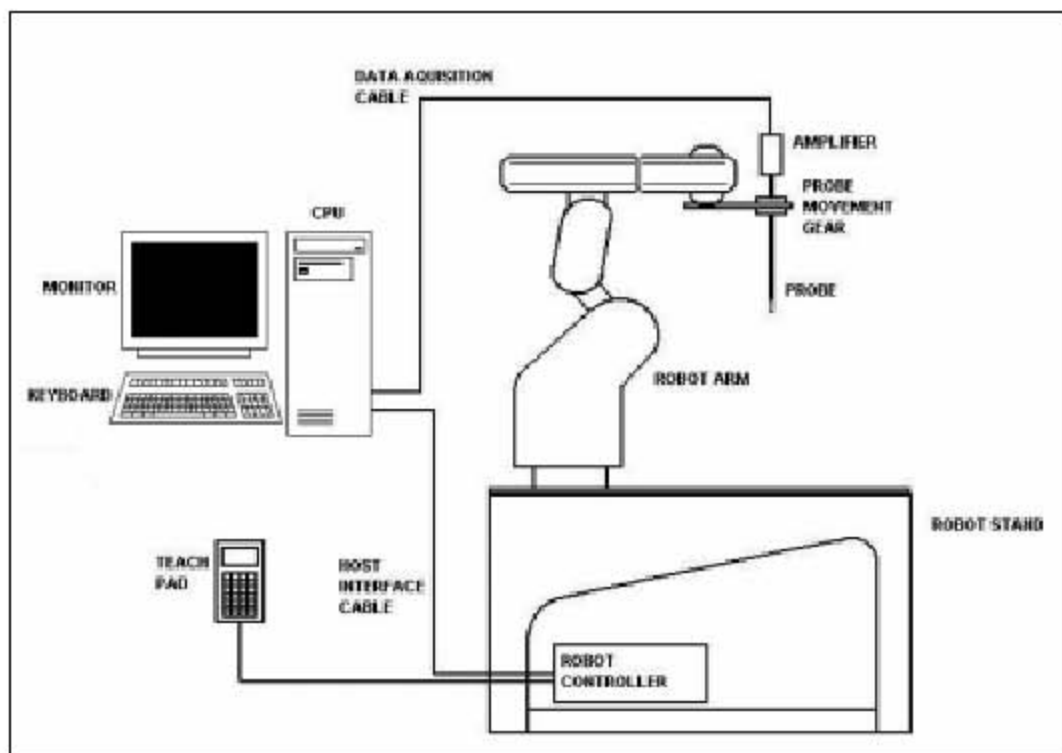 DATA AQUISITION
CABLE
AMPLIFIER
PROBE
MOVEMENT
GEAR
CPU
MONITOR
PROBE
KEYBOARD
ROBOT ARM
ROBOT STAND
TEACH
PAD
HOST
INTERFACE
CABLE
ROBOT
CONTROLLER